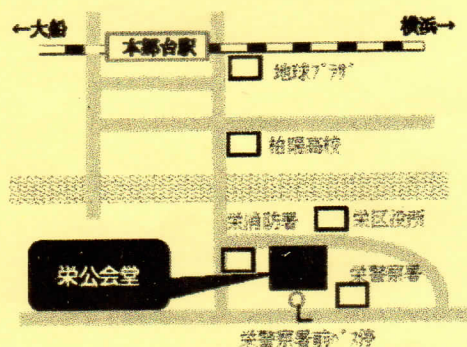 ←大船
横浜→
本郷台駅
地球プラザ
柏陽高校
栄消防署
栄区役所
栄公会堂
栄警察署
栄警察署前バス停